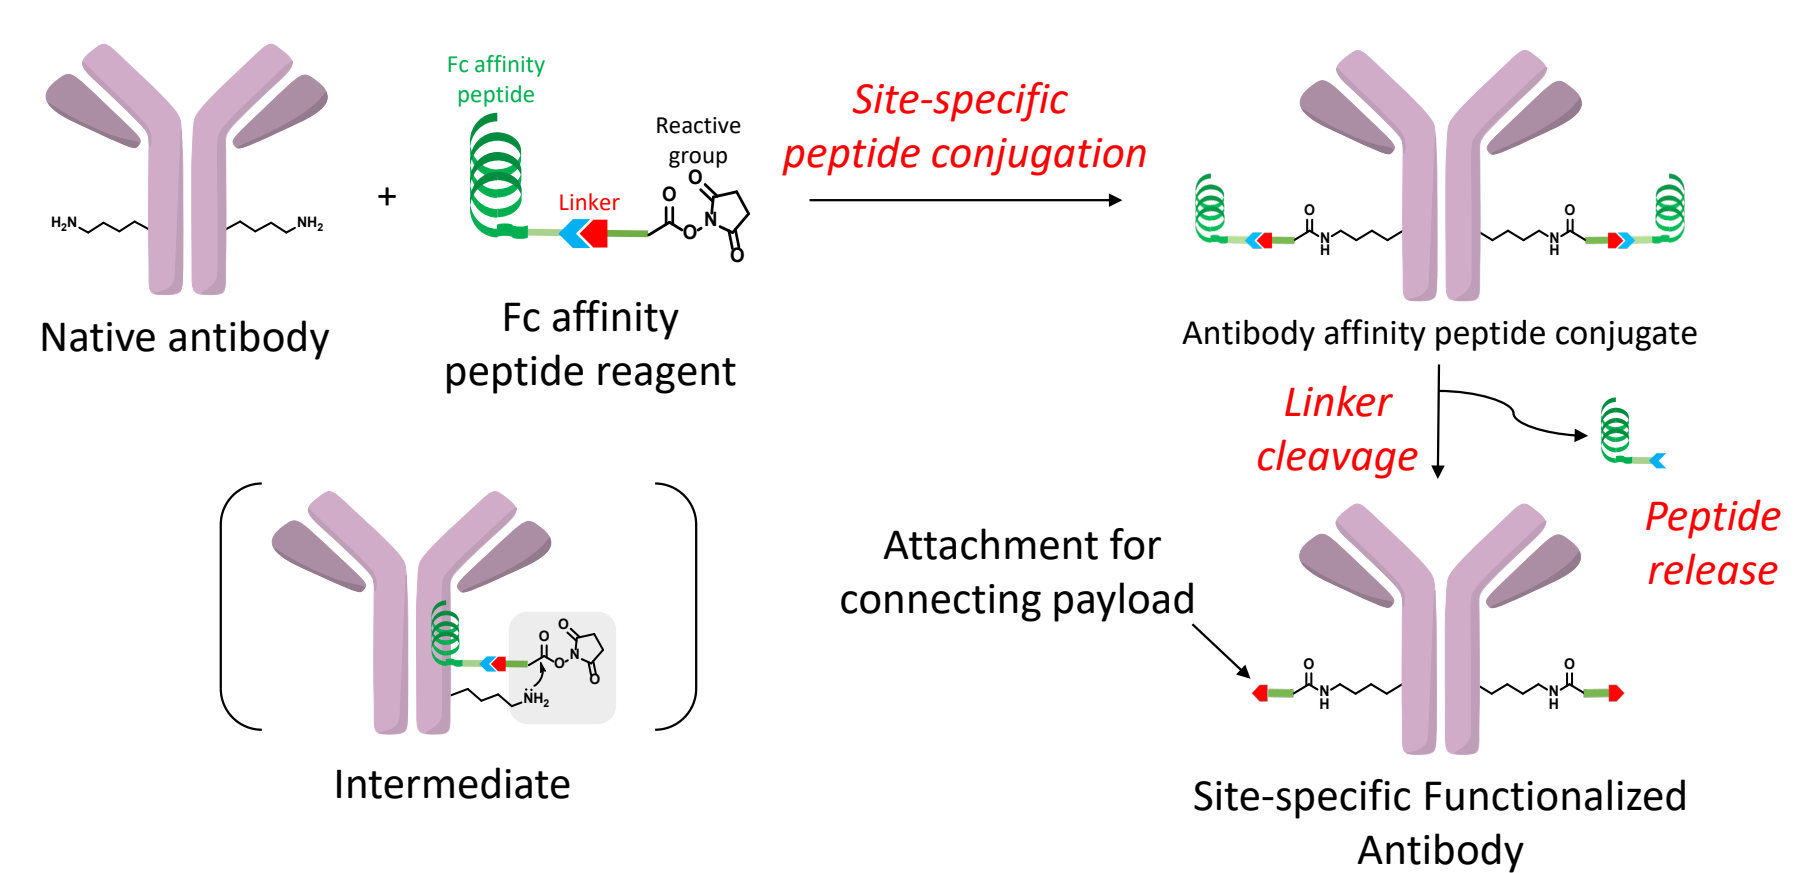 Fc affinity
peptide
Reactive
group
Linker
Site-specific
peptide conjugation
H₂N
NH₂
+
O
O
O
N
O
O
N
H
O
N
H
Native antibody
Fc affinity
peptide reagent
Antibody affinity peptide conjugate
Linker
cleavage
Peptide
release
Attachment for
connecting payload
O
O
O
N
O
NH₂
Intermediate
O
N
H
O
N
H
Site-specific Functionalized
Antibody